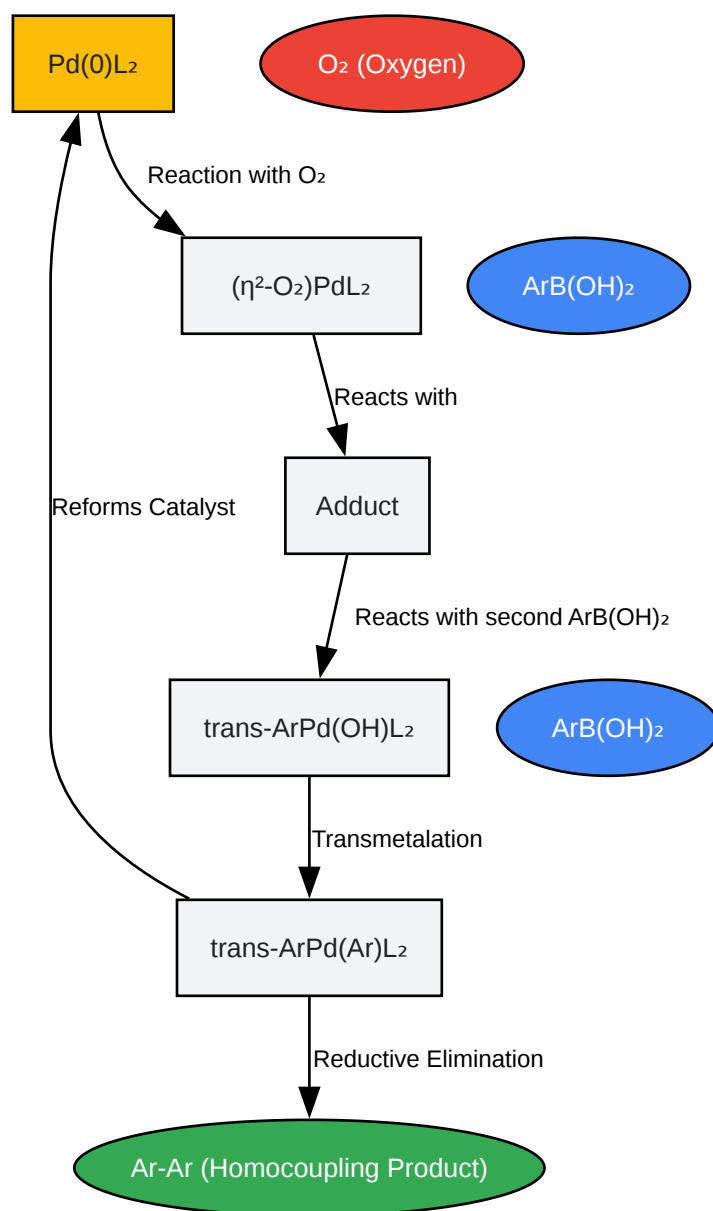 Pd(0)L₂
O₂ (Oxygen)
Reaction with O₂
(η²-O₂)PdL₂
ArB(OH)₂
Reacts with
Adduct
Reforms Catalyst
Reacts with second ArB(OH)₂
trans-ArPd(OH)L₂
ArB(OH)₂
Transmetalation
trans-ArPd(Ar)L₂
Reductive Elimination
Ar-Ar (Homocoupling Product)